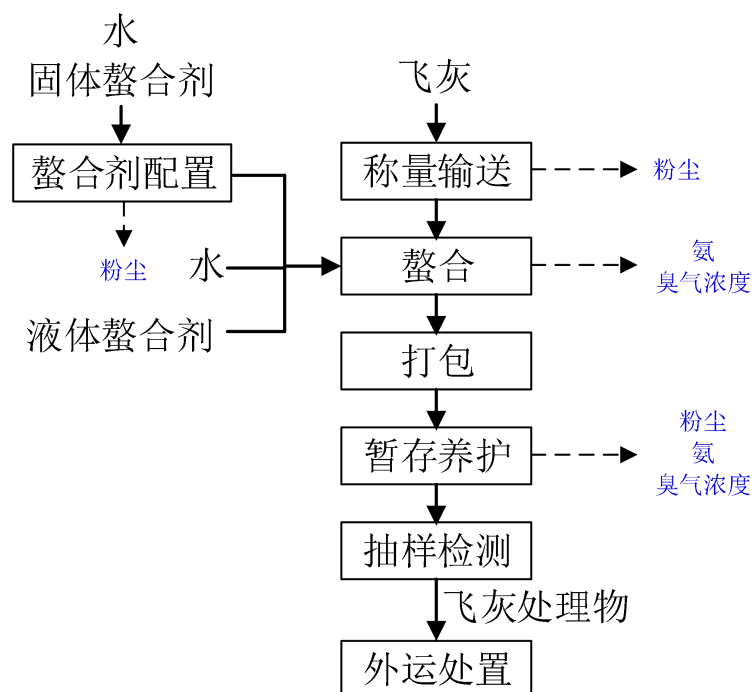 水
固体螯合剂
飞灰
螯合剂配置
称量输送
粉尘
粉尘
水
螯合
氨
臭气浓度
液体螯合剂
打包
暂存养护
粉尘
氨
臭气浓度
抽样检测
飞灰处理物
外运处置